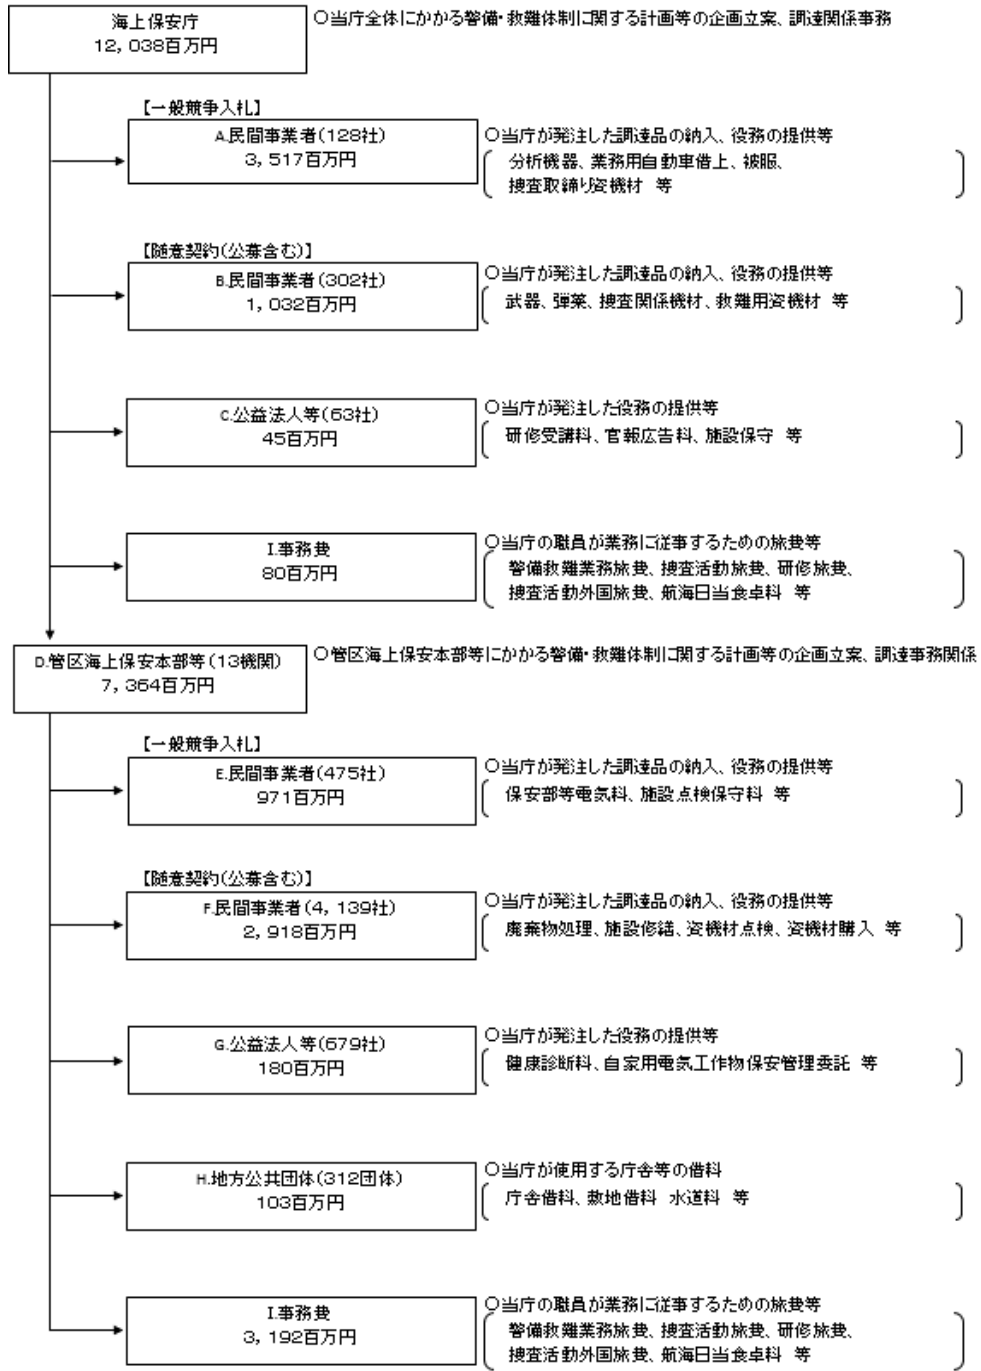 海上保安庁
12，038百万円
○当庁全体にかかる警備・救難体制に関する計画等の企画立案、調達関係事務
【一般競争入札】
A.民間事業者（128社）
3，517百万円
○当庁が発注した調達品の納入、役務の提供等
分析機器、業務用自動車借上、被服、
捜査取締り資機材　等
【随意契約（公募含む）】
B.民間事業者（302社）
1，032百万円
○当庁が発注した調達品の納入、役務の提供等
武器、弾薬、捜査関係機材、救難用資機材　等
C.公益法人等（63社）
45百万円
○当庁が発注した役務の提供等
研修受講料、官報広告料、施設保守　等
I.事務費
80百万円
○当庁の職員が業務に従事するための旅費等
警備救難業務旅費、捜査活動旅費、研修旅費、
捜査活動外国旅費、航海日当食卓料　等
D.管区海上保安本部等（13機関）
7，364百万円
○管区海上保安本部等にかかる警備・救難体制に関する計画等の企画立案、調達事務関係
【一般競争入札】
E.民間事業者（475社）
971百万円
○当庁が発注した調達品の納入、役務の提供等
保安部等電気料、施設点検保守料　等
【随意契約（公募含む）】
F.民間事業者（4，139社）
2，918百万円
○当庁が発注した調達品の納入、役務の提供等
廃棄物処理、施設修繕、資機材点検、資機材購入　等
G.公益法人等（679社）
180百万円
○当庁が発注した役務の提供等
健康診断料、自家用電気工作物保安管理委託　等
H.地方公共団体（312団体）
103百万円
○当庁が使用する庁舎等の借料
庁舎借料、敷地借料　水道料　等
I.事務費
3，192百万円
○当庁の職員が業務に従事するための旅費等
警備救難業務旅費、捜査活動旅費、研修旅費、
捜査活動外国旅費、航海日当食卓料　等